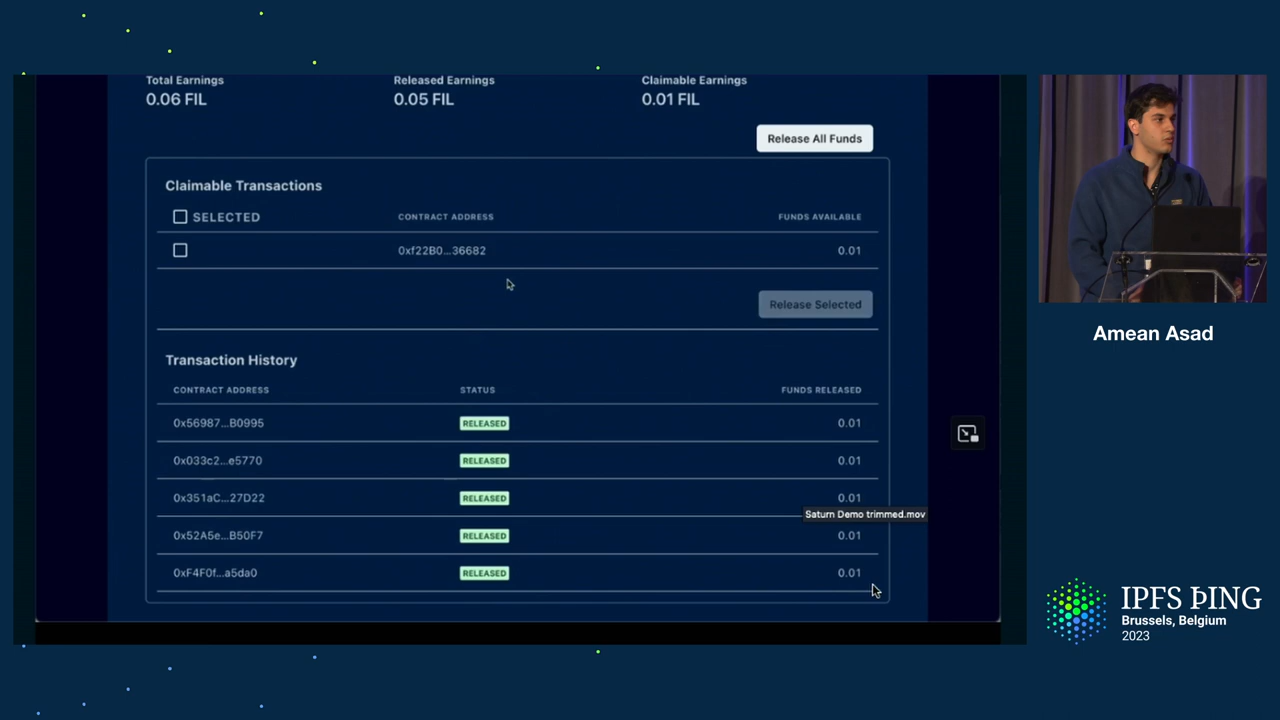 Total Earnings Released Earnings Claimable Earnings
0.06 FIL 0.05 FIL 0.01 FIL
Release All Funds
Claimable Transactions
SELECTED CONTRACT ADDRESS FUNDS AVAILABLE
0xf22B0...36682 0.01
Release Selected
Transaction History
CONTRACT ADDRESS STATUS FUNDS RELEASED
0x56987...B0995 RELEASED 0.01
0x033c2...e5770 RELEASED 0.01
0x351aC...27D22 RELEASED 0.01
Saturn Demo trimmed.mov
0x52A5e...B50F7 RELEASED 0.01
0xF4F0f...a5da0 RELEASED 0.01
Amean Asad
IPFS ÞING
Brussels, Belgium
2023